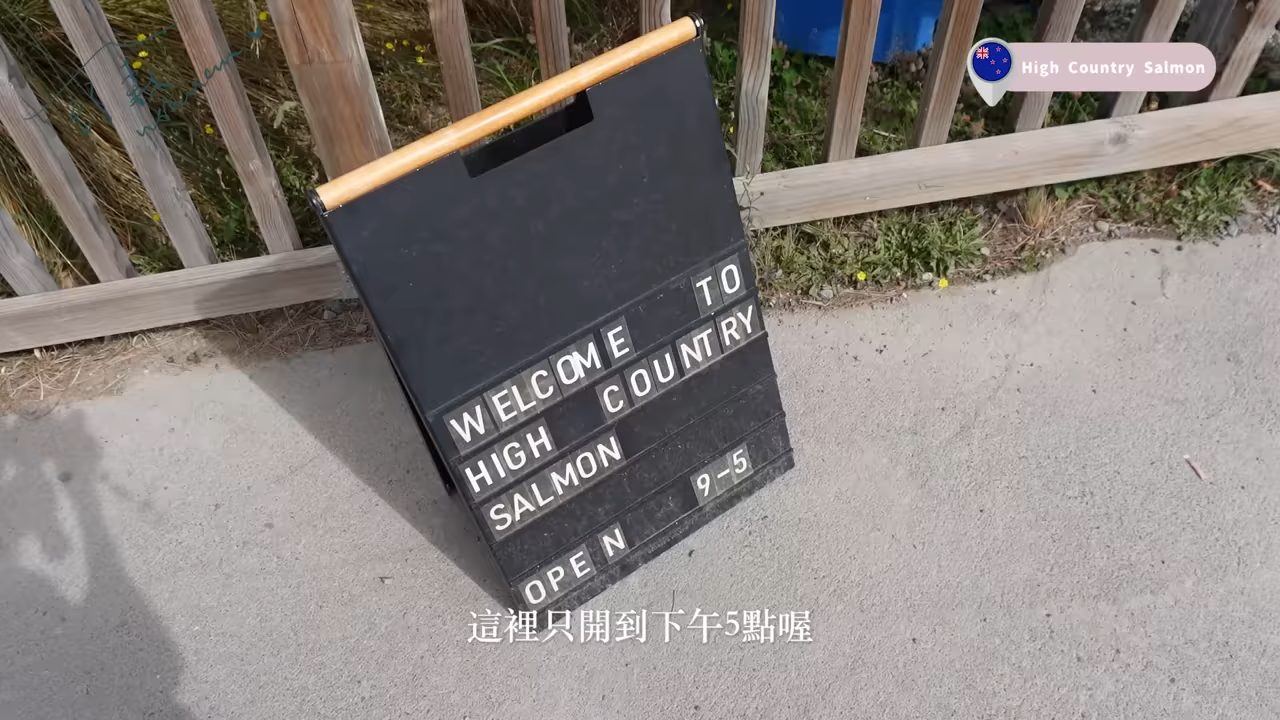 High Country Salmon
WELCOME TO
HIGH COUNTRY
SALMON
OPEN 9-5
這裡只開到下午5點喔